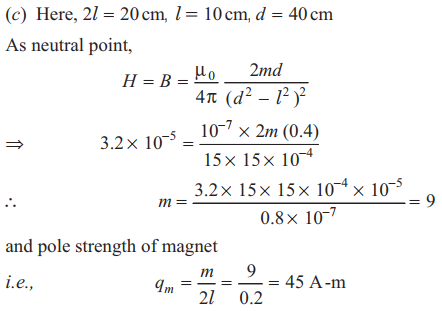 (c) Here, 2l = 20 cm, l = 10 cm, d = 40 cm
As neutral point,
H = B = μ₀/4π 2md/(d² – l²)²
⇒ 3.2 × 10⁻⁵ = 10⁻⁷ × 2m (0.4)/15 × 15 × 10⁻⁴
∴ m = 3.2 × 15 × 15 × 10⁻⁴ × 10⁻⁵/0.8 × 10⁻⁷ = 9
and pole strength of magnet
i.e., qₘ = m/2l = 9/0.2 = 45 A-m